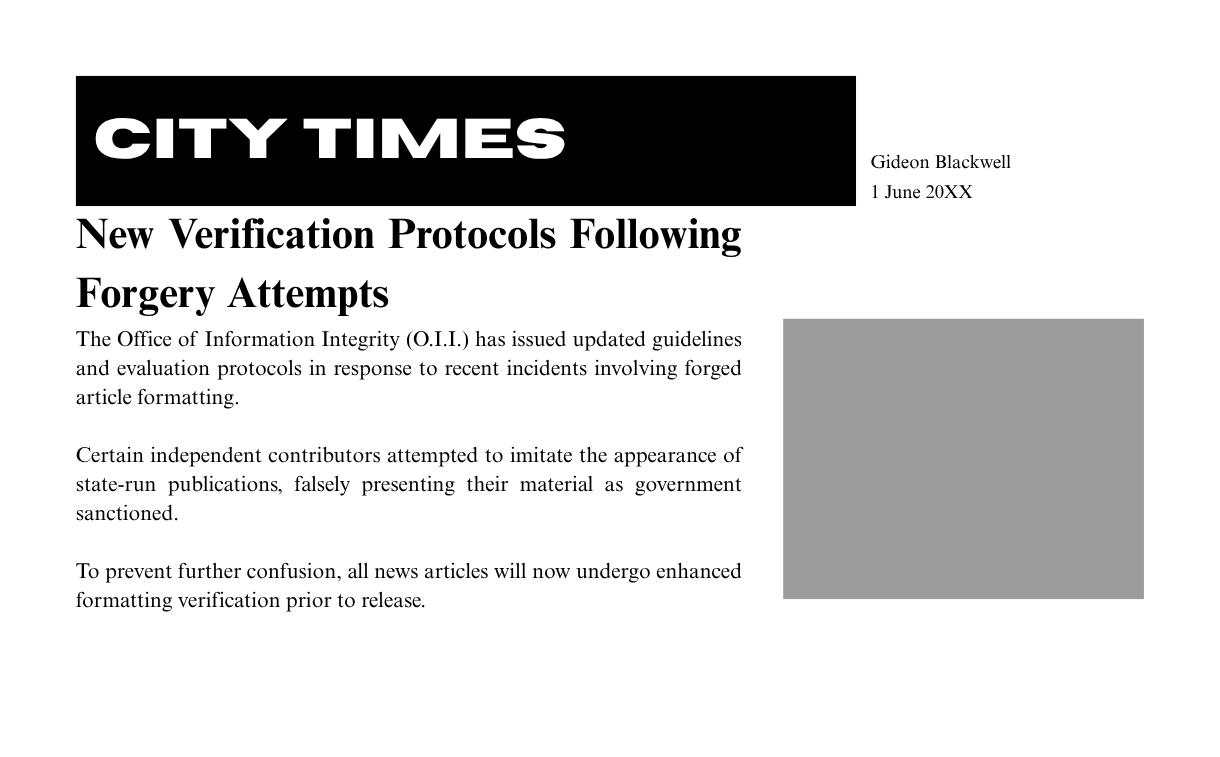 CITY TIMES
Gideon Blackwell
1 June 20XX
New Verification Protocols Following
Forgery Attempts
The Office of Information Integrity (O.I.I.) has issued updated guidelines
and evaluation protocols in response to recent incidents involving forged
article formatting.
Certain independent contributors attempted to imitate the appearance of
state-run publications, falsely presenting their material as government
sanctioned.
To prevent further confusion, all news articles will now undergo enhanced
formatting verification prior to release.